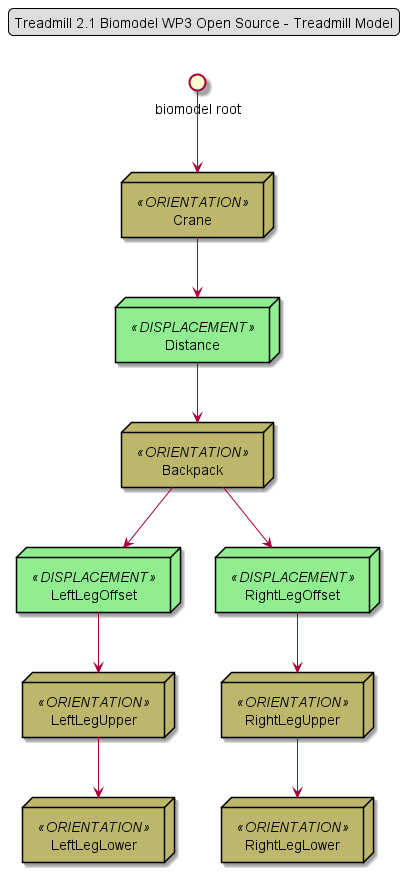 Treadmill 2.1 Biomodel WP3 Open Source - Treadmill Model
biomodel root
«ORIENTATION»
Crane
«DISPLACEMENT»
Distance
«ORIENTATION»
Backpack
«DISPLACEMENT»
LeftLegOffset
«DISPLACEMENT»
RightLegOffset
«ORIENTATION»
LeftLegUpper
«ORIENTATION»
RightLegUpper
«ORIENTATION»
LeftLegLower
«ORIENTATION»
RightLegLower